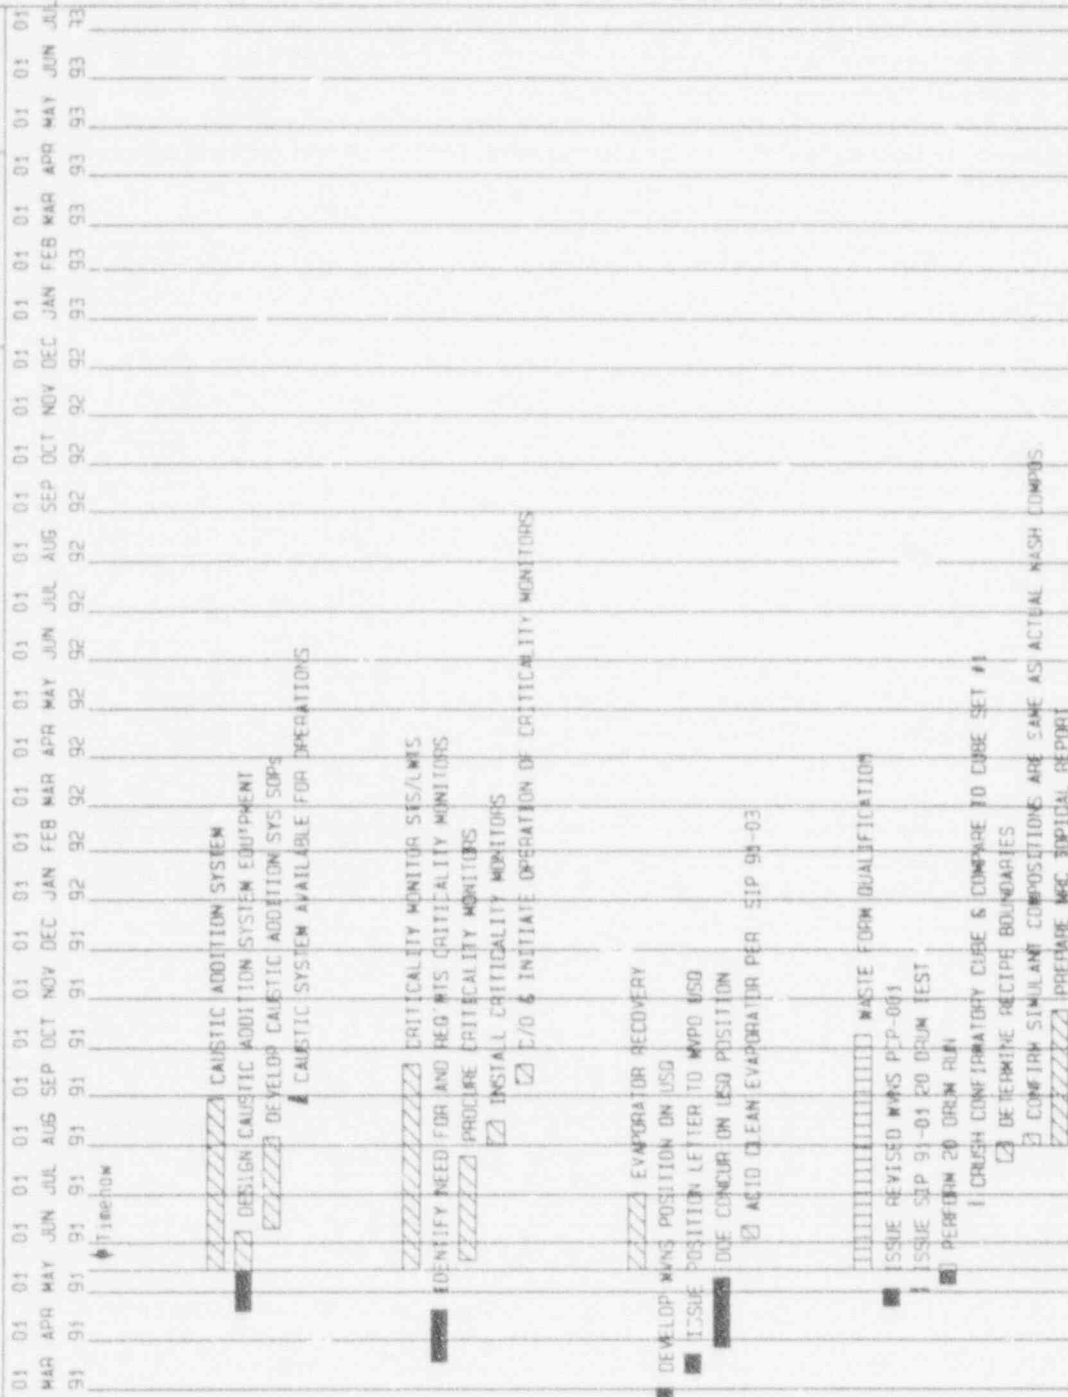 01 01 01 01 01 01 01 01 01 01 01 01 01 01 01 01 01 01 01 01 01 01 01 01 01 01 01 01 01
MAR APR MAY JUN JUL AUG SEP OCT NOV DEC JAN FEB MAR APR MAY JUN JUL AUG SEP OCT NOV DEC JAN FEB MAR APR MAY JUN JUL
91 91 91 91 91 91 91 91 91 91 92 92 92 92 92 92 92 92 92 92 92 92 93 93 93 93 93 93 93
Timenow
CAUSTIC ADDITION SYSTEM
DESIGN CAUSTIC ADDITION SYSTEM EQUIPMENT
DEVELOP CAUSTIC ADDITION SYS SOPs
CAUSTIC SYSTEM AVAILABLE FOR OPERATIONS
CRITICALITY MONITOR STS/LWTS
IDENTIFY NEED FOR AND REQ'MTS CRITICALITY MONITORS
PROCURE CRITICALITY MONITORS
INSTALL CRITICALITY MONITORS
C/O & INITIATE OPERATION OF CRITICALITY MONITORS
EVAPORATOR RECOVERY
DEVELOP WVNS POSITION ON USQ
ISSUE POSITION LETTER TO WVPO USQ
DOE CONCUR ON USQ POSITION
ACID CLEAN EVAPORATOR PER SIP 91-03
WASTE FORM QUALIFICATION
ISSUE REVISED WVNS PCP-001
ISSUE SIP 91-01 20 DRUM TEST
PERFORM 20 DRUM RUN
CRUSH CONFIRMATORY CUBE & COMPARE TO CUBE SET #1
DETERMINE RECIPE BOUNDARIES
CONFIRM SIMULANT COMPOSITIONS ARE SAME AS ACTUAL WASH COMPOS.
PREPARE NRC TOPICAL REPORT